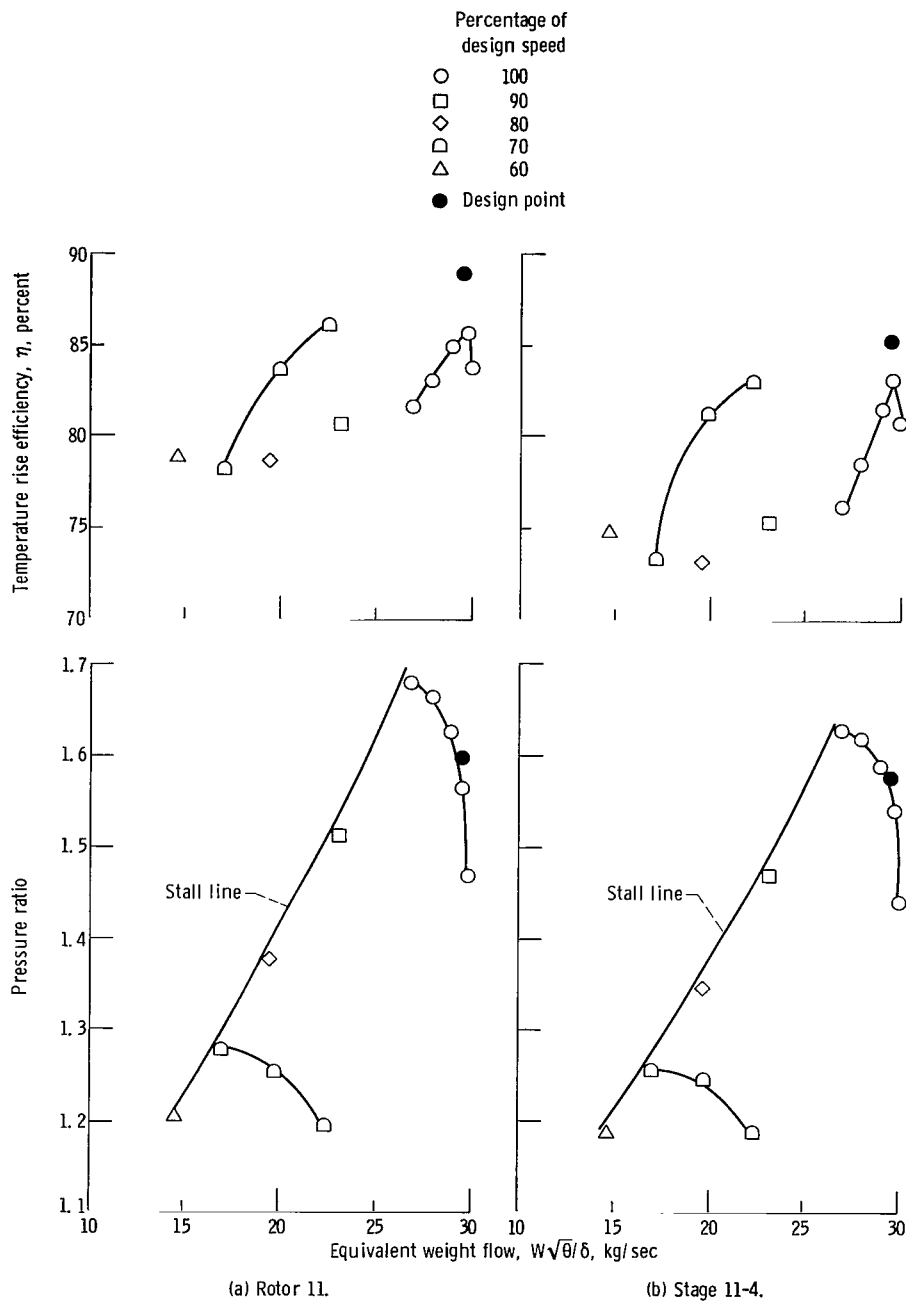 Percentage of
design speed
100
90
80
70
60
Design point
Temperature rise efficiency, η, percent
90
85
80
75
70
Pressure ratio
1.7
1.6
1.5
1.4
1.3
1.2
1.1
Stall line
Stall line
10 15 20 25 30 10 15 20 25 30
Equivalent weight flow, W√θ/δ, kg/sec
(a) Rotor 11.
(b) Stage 11-4.